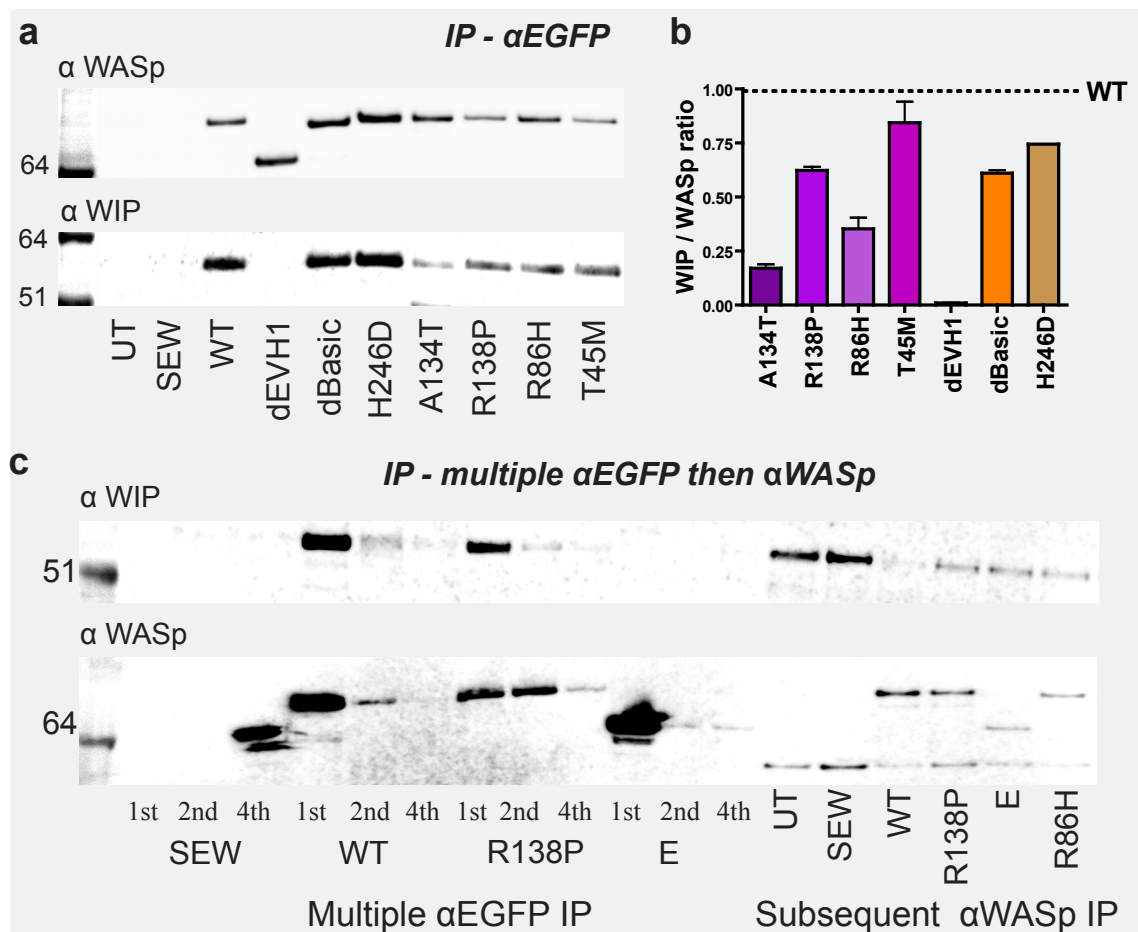 a
IP - αEGFP
α WASp
64
α WIP
64
51
UT
SEW
WT
dEVH1
dBasic
H246D
A134T
R138P
R86H
T45M
b
WIP / WASp ratio
1.00
0.75
0.50
0.25
0.00
WT
A134T
R138P
R86H
T45M
dEVH1
dBasic
H246D
c
IP - multiple αEGFP then αWASp
α WIP
51
α WASp
64
1st 2nd 4th 1st 2nd 4th 1st 2nd 4th 1st 2nd 4th
SEW WT R138P E
UT
SEW
WT
R138P
E
R86H
Multiple αEGFP IP Subsequent αWASp IP